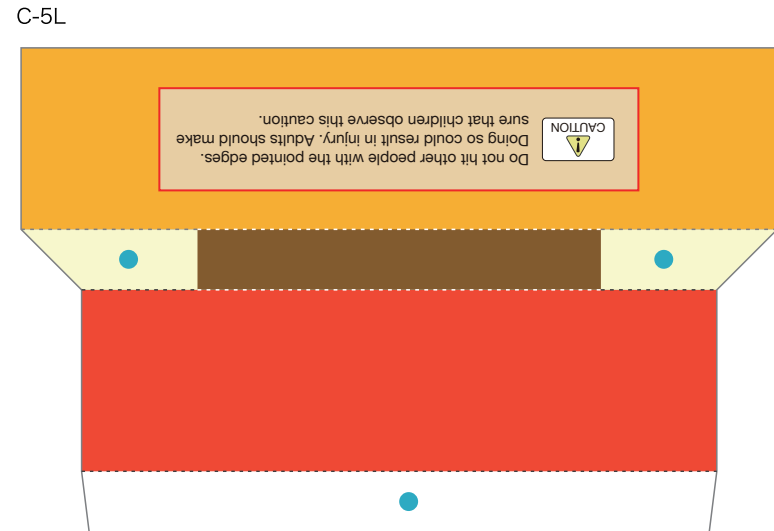 C-5L
CAUTION
Do not hit other people with the pointed edges.
Doing so could result in injury. Adults should make
sure that children observe this caution.